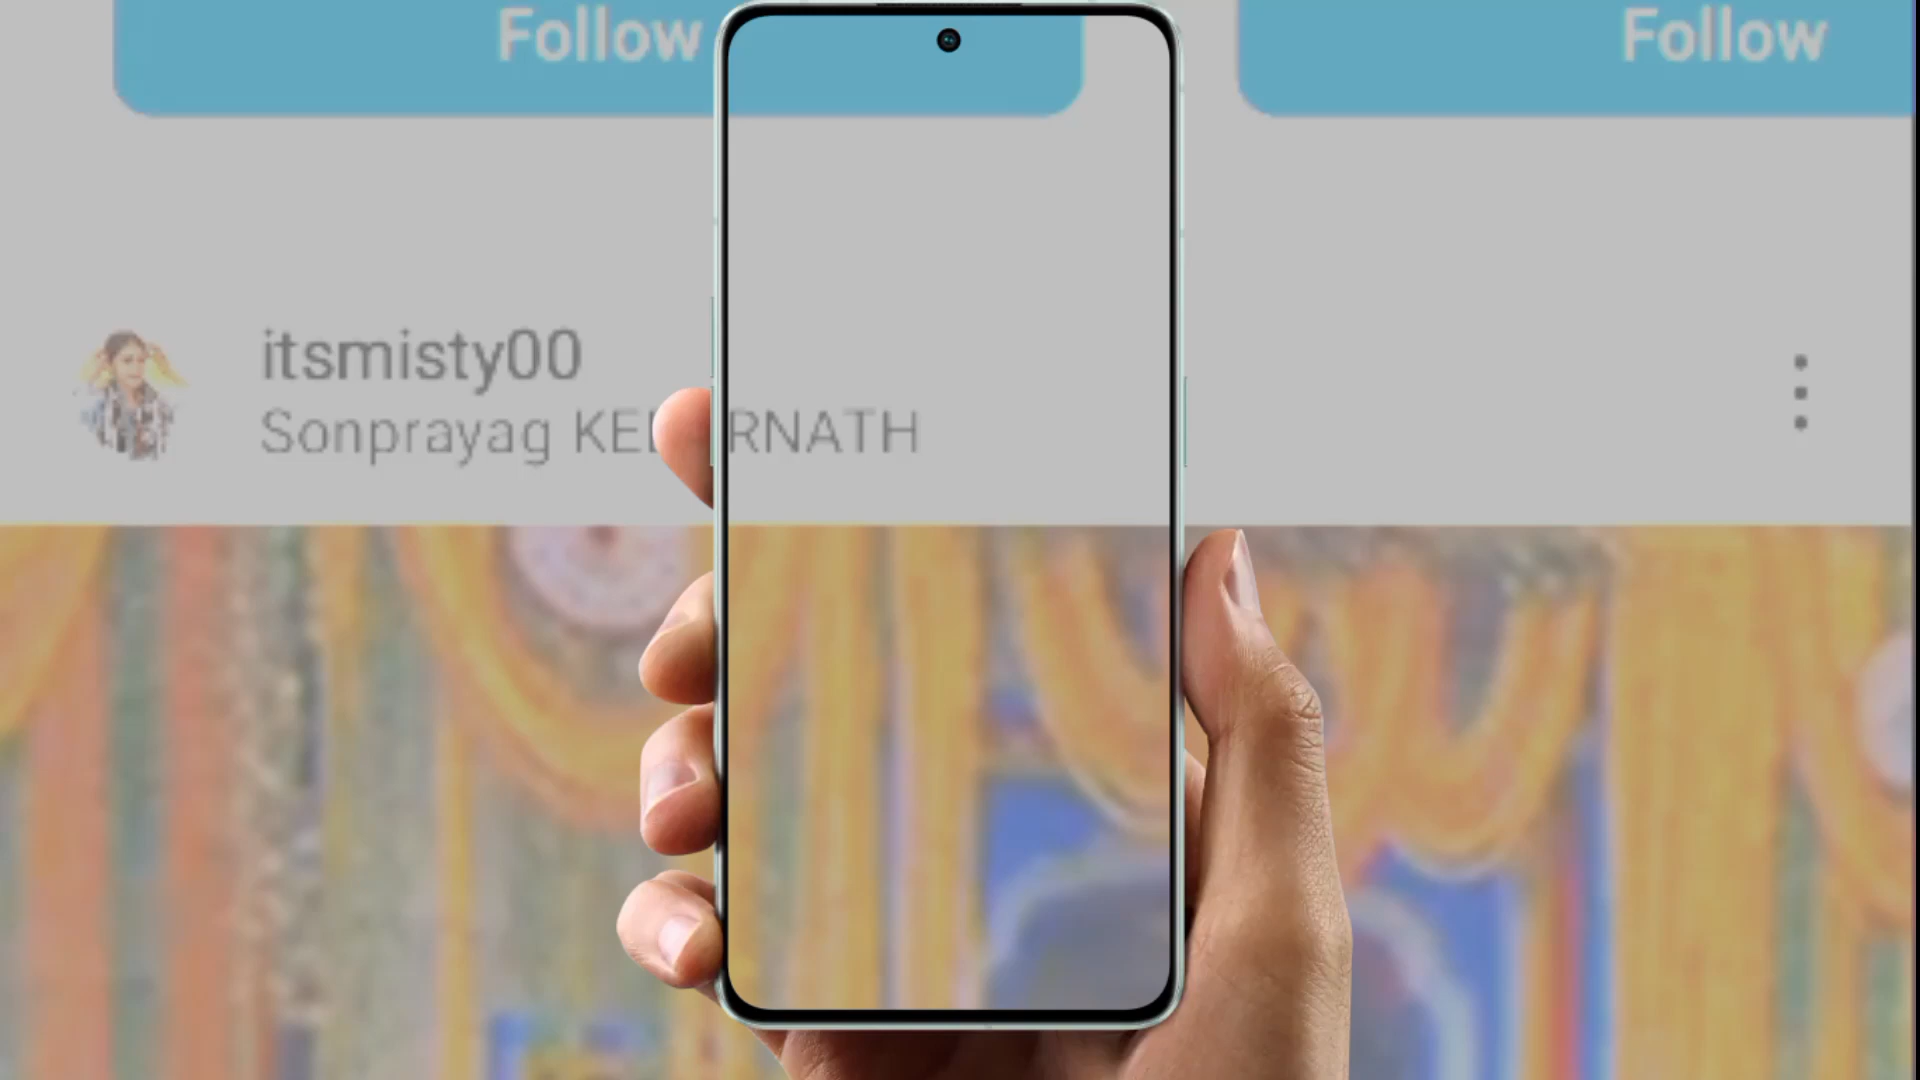 Follow
Follow
itsmisty00
Sonprayag KE RNATH